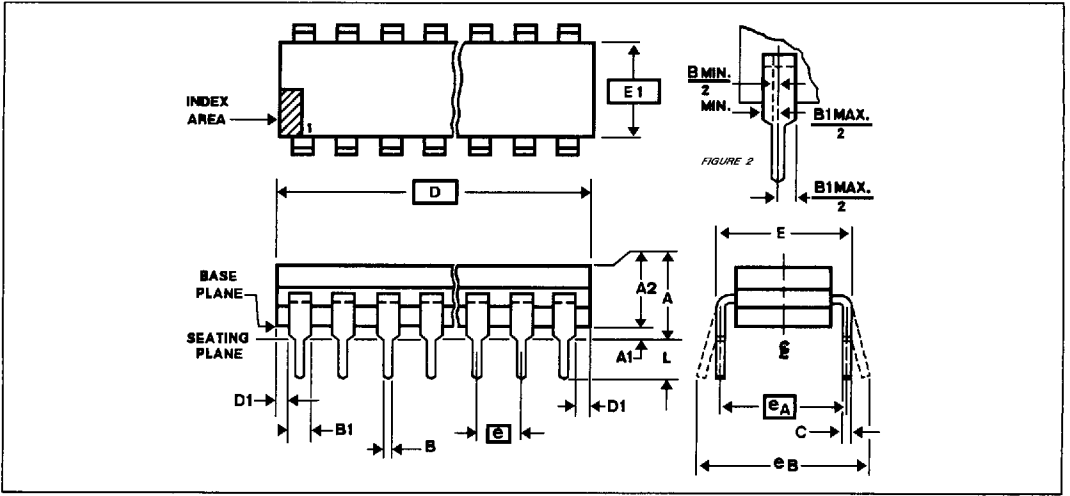 INDEX
AREA
1
E1
D
B MIN.
2
MIN.
B1 MAX.
2
FIGURE 2
B1 MAX.
2
BASE
PLANE
SEATING
PLANE
A2
A
A1
L
D1
D1
B1
B
e
E
eA
C
eB